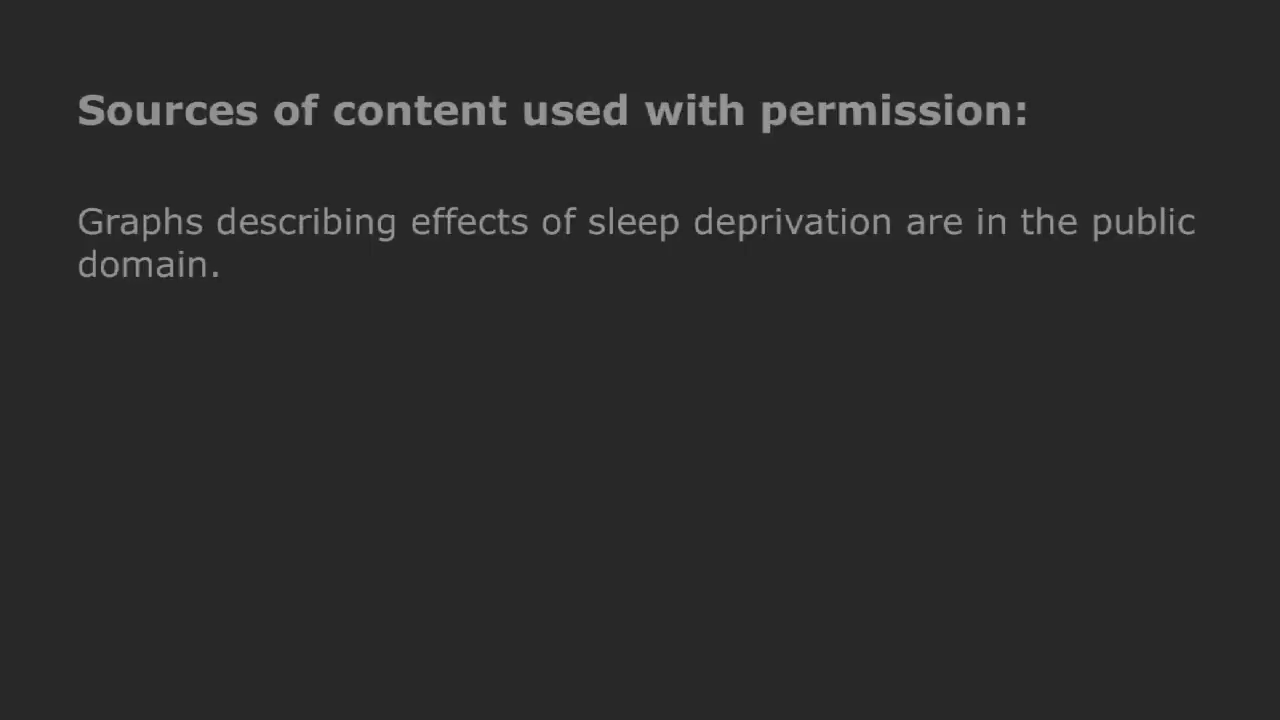 Sources of content used with permission:
Graphs describing effects of sleep deprivation are in the public
domain.